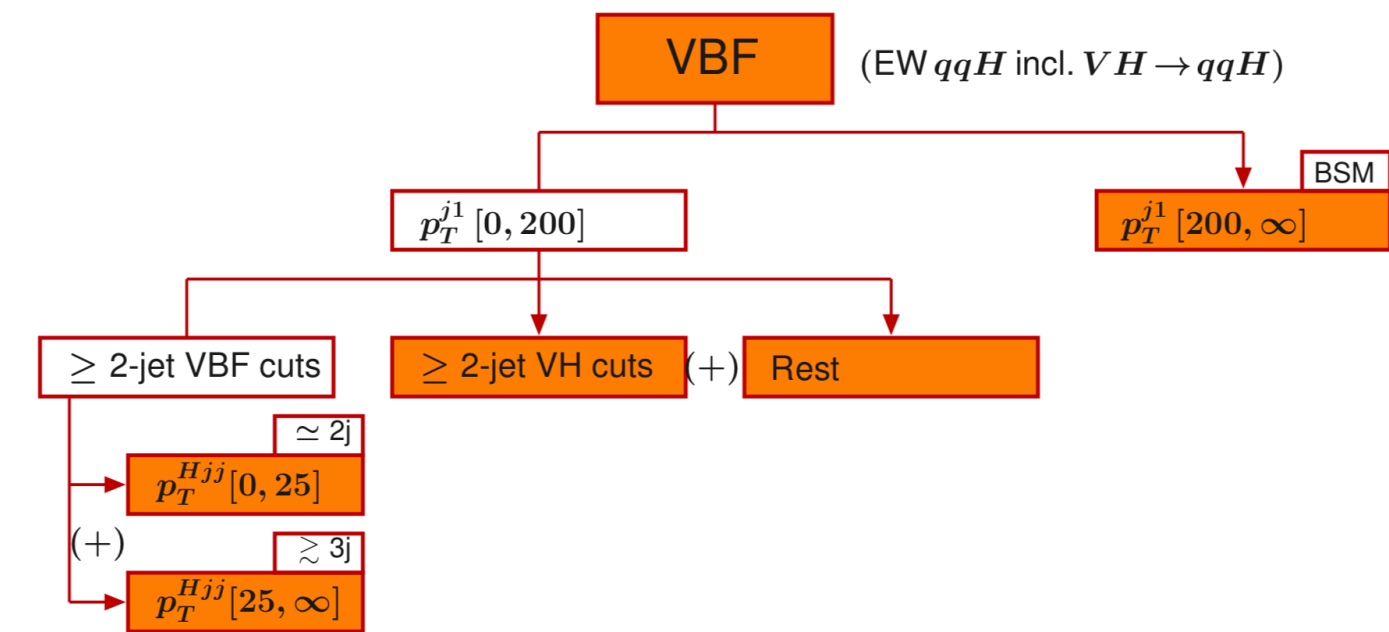 VBF (EW qqH incl. VH → qqH)
BSM
p_T^{j1} [0, 200]
p_T^{j1} [200, ∞]
≥ 2-jet VBF cuts
≥ 2-jet VH cuts
(+)
Rest
≃ 2j
p_T^{Hjj} [0, 25]
(+)
≳ 3j
p_T^{Hjj} [25, ∞]